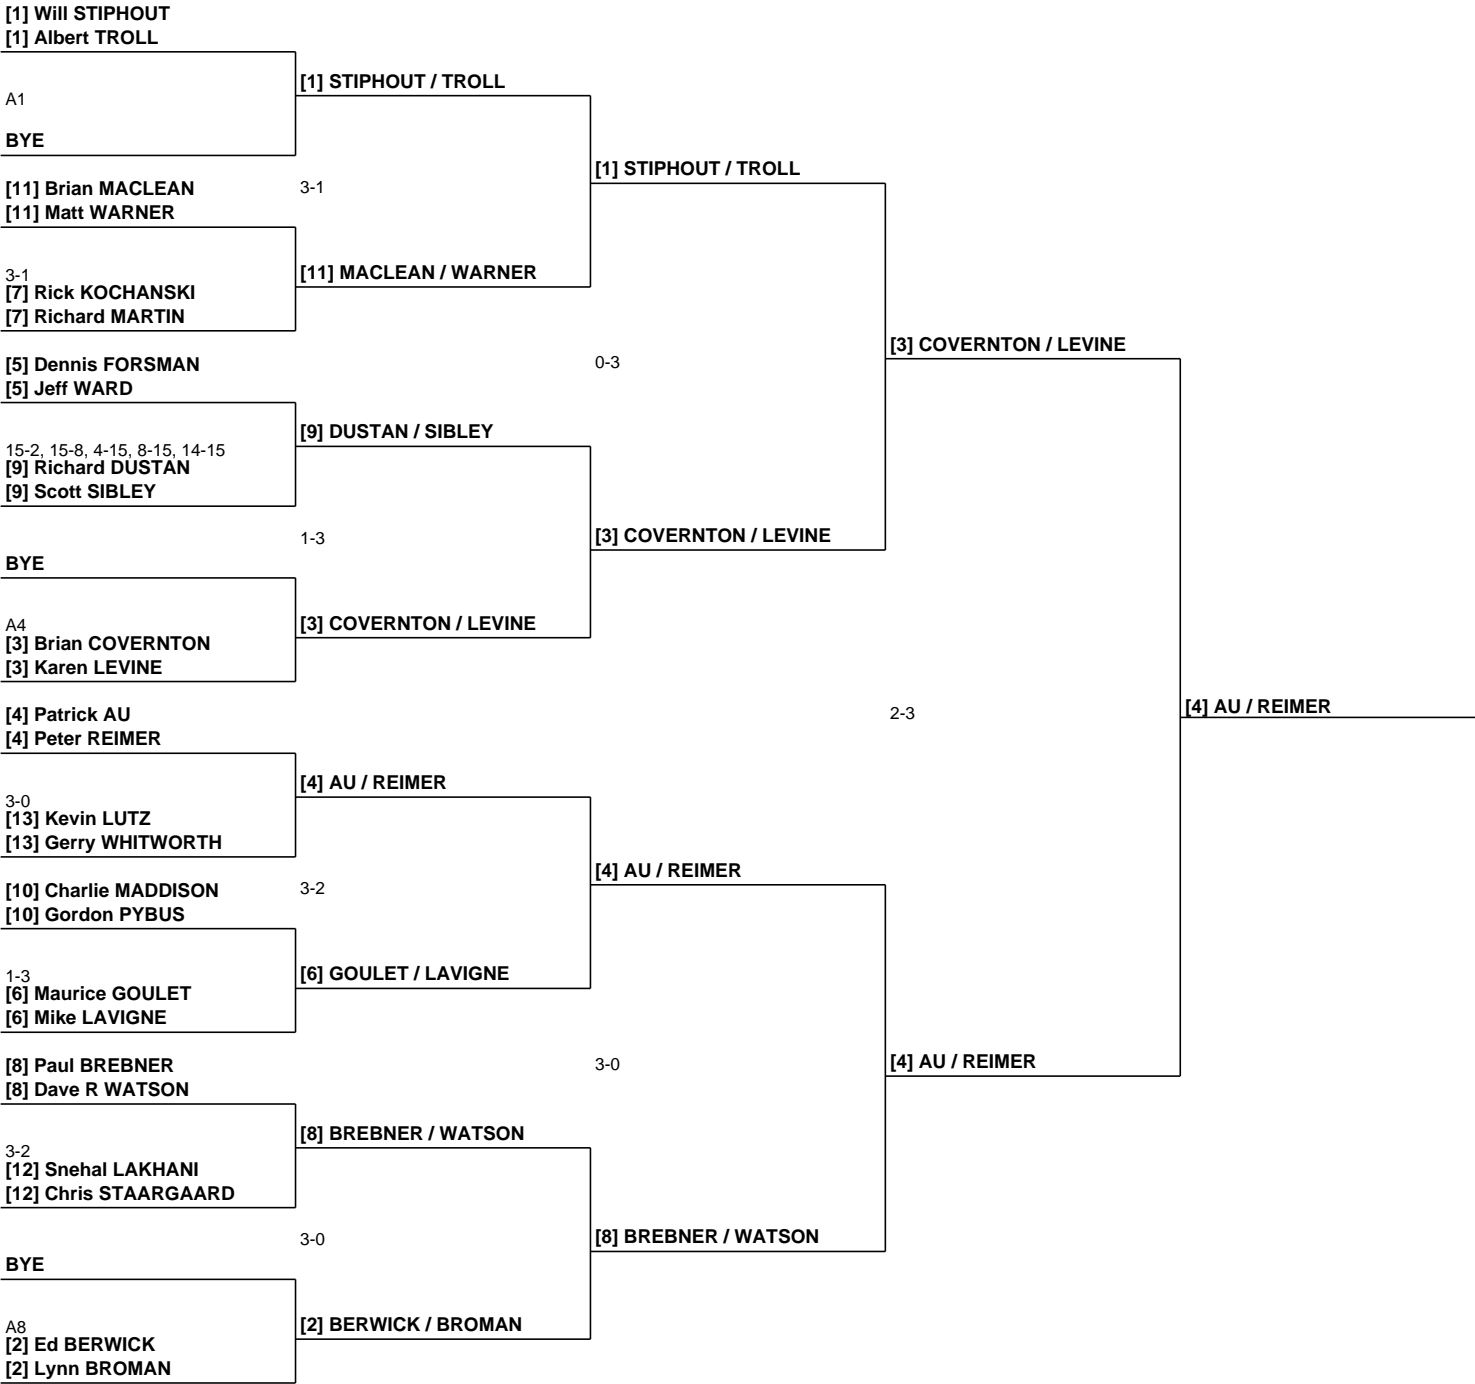 [1] Will STIPHOUT
[1] Albert TROLL
A1
BYE
[11] Brian MACLEAN
[11] Matt WARNER
3-1
[7] Rick KOCHANSKI
[7] Richard MARTIN
[5] Dennis FORSMAN
[5] Jeff WARD
15-2, 15-8, 4-15, 8-15, 14-15
[9] Richard DUSTAN
[9] Scott SIBLEY
BYE
A4
[3] Brian COVERNTON
[3] Karen LEVINE
[4] Patrick AU
[4] Peter REIMER
3-0
[13] Kevin LUTZ
[13] Gerry WHITWORTH
[10] Charlie MADDISON
[10] Gordon PYBUS
1-3
[6] Maurice GOULET
[6] Mike LAVIGNE
[8] Paul BREBNER
[8] Dave R WATSON
3-2
[12] Snehal LAKHANI
[12] Chris STAARGAARD
BYE
A8
[2] Ed BERWICK
[2] Lynn BROMAN
[1] STIPHOUT / TROLL
3-1
[11] MACLEAN / WARNER
[9] DUSTAN / SIBLEY
1-3
[3] COVERNTON / LEVINE
[4] AU / REIMER
3-2
[6] GOULET / LAVIGNE
[8] BREBNER / WATSON
3-0
[2] BERWICK / BROMAN
[1] STIPHOUT / TROLL
0-3
[3] COVERNTON / LEVINE
[4] AU / REIMER
3-0
[8] BREBNER / WATSON
[3] COVERNTON / LEVINE
2-3
[4] AU / REIMER
[4] AU / REIMER